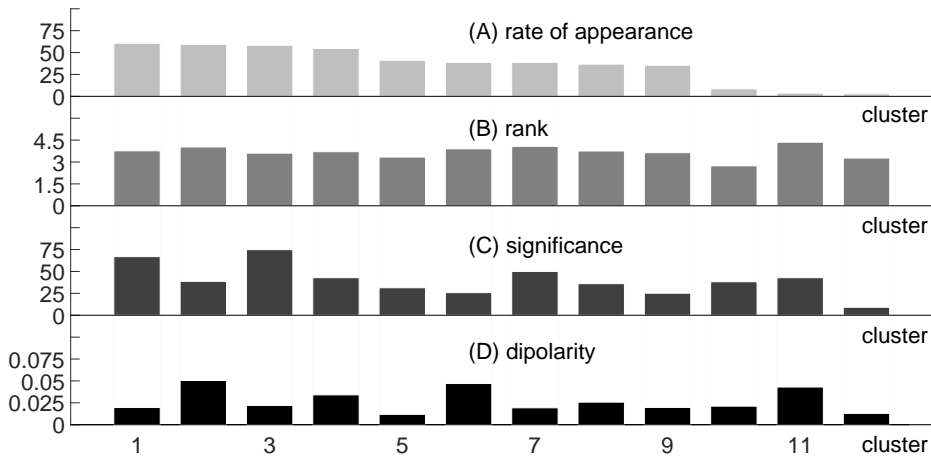 75
(A) rate of appearance
50
25
0
cluster
(B) rank
4.5
3
1.5
0
cluster
(C) significance
75
50
25
0
cluster
(D) dipolarity
0.075
0.05
0.025
0
1 3 5 7 9 11 cluster